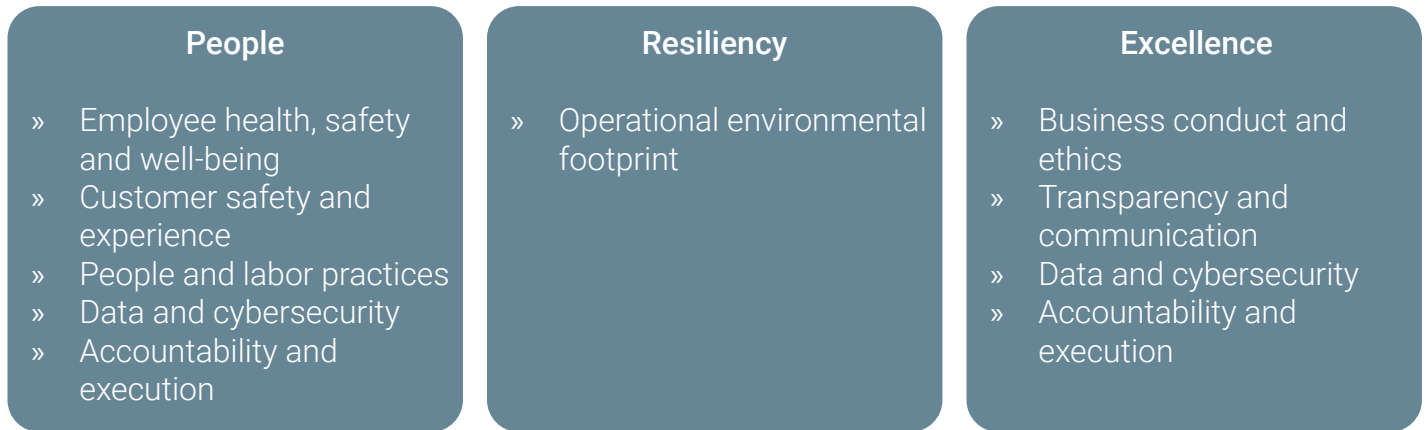 People
» Employee health, safety
and well-being
» Customer safety and
experience
» People and labor practices
» Data and cybersecurity
» Accountability and
execution
Resiliency
» Operational environmental
footprint
Excellence
» Business conduct and
ethics
» Transparency and
communication
» Data and cybersecurity
» Accountability and
execution